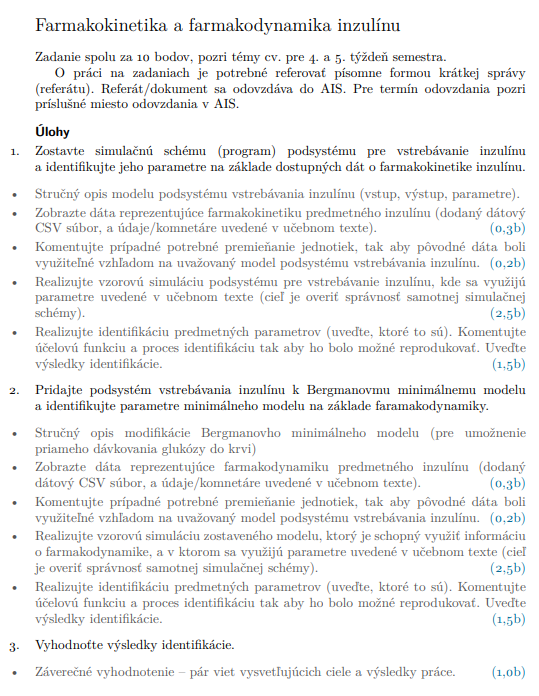 Farmakokinetika a farmakodynamika inzulínu
Zadanie spolu za 10 bodov, pozri témy cv. pre 4. a 5. týždeň semestra.
O práci na zadaniach je potrebné referovať písomne formou krátkej správy
(referátu). Referát/dokument sa odovzdáva do AIS. Pre termín odovzdania pozri
príslušné miesto odovzdania v AIS.
Úlohy
1. Zostavte simulačnú schému (program) podsystému pre vstrebávanie inzulínu
a identifikujte jeho parametre na základe dostupných dát o farmakokinetike inzulínu.
• Stručný opis modelu podsystému vstrebávania inzulínu (vstup, výstup, parametre).
• Zobrazte dáta reprezentujúce farmakokinetiku predmetného inzulínu (dodaný dátový
CSV súbor, a údaje/komnetáre uvedené v učebnom texte). (0,3b)
• Komentujte prípadné potrebné premieňanie jednotiek, tak aby pôvodné dáta boli
využiteľné vzhľadom na uvažovaný model podsystému vstrebávania inzulínu. (0,2b)
• Realizujte vzorovú simuláciu podsystému pre vstrebávanie inzulínu, kde sa využijú
parametre uvedené v učebnom texte (cieľ je overiť správnosť samotnej simulačnej
schémy). (2,5b)
• Realizujte identifikáciu predmetných parametrov (uveďte, ktoré to sú). Komentujte
účelovú funkciu a proces identifikáciu tak aby ho bolo možné reprodukovať. Uveďte
výsledky identifikácie. (1,5b)
2. Pridajte podsystém vstrebávania inzulínu k Bergmanovmu minimálnemu modelu
a identifikujte parametre minimálneho modelu na základe faramakodynamiky.
• Stručný opis modifikácie Bergmanovho minimálneho modelu (pre umožnenie
priameho dávkovania glukózy do krvi)
• Zobrazte dáta reprezentujúce farmakodynamiku predmetného inzulínu (dodaný
dátový CSV súbor, a údaje/komnetáre uvedené v učebnom texte). (0,3b)
• Komentujte prípadné potrebné premieňanie jednotiek, tak aby pôvodné dáta boli
využiteľné vzhľadom na uvažovaný model podsystému vstrebávania inzulínu. (0,2b)
• Realizujte vzorovú simuláciu zostaveného modelu, ktorý je schopný využiť informáciu
o farmakodynamike, a v ktorom sa využijú parametre uvedené v učebnom texte (cieľ
je overiť správnosť samotnej simulačnej schémy). (2,5b)
• Realizujte identifikáciu predmetných parametrov (uveďte, ktoré to sú). Komentujte
účelovú funkciu a proces identifikáciu tak aby ho bolo možné reprodukovať. Uveďte
výsledky identifikácie. (1,5b)
3. Vyhodnoťte výsledky identifikácie.
• Záverečné vyhodnotenie – pár viet vysvetľujúcich ciele a výsledky práce. (1,0b)